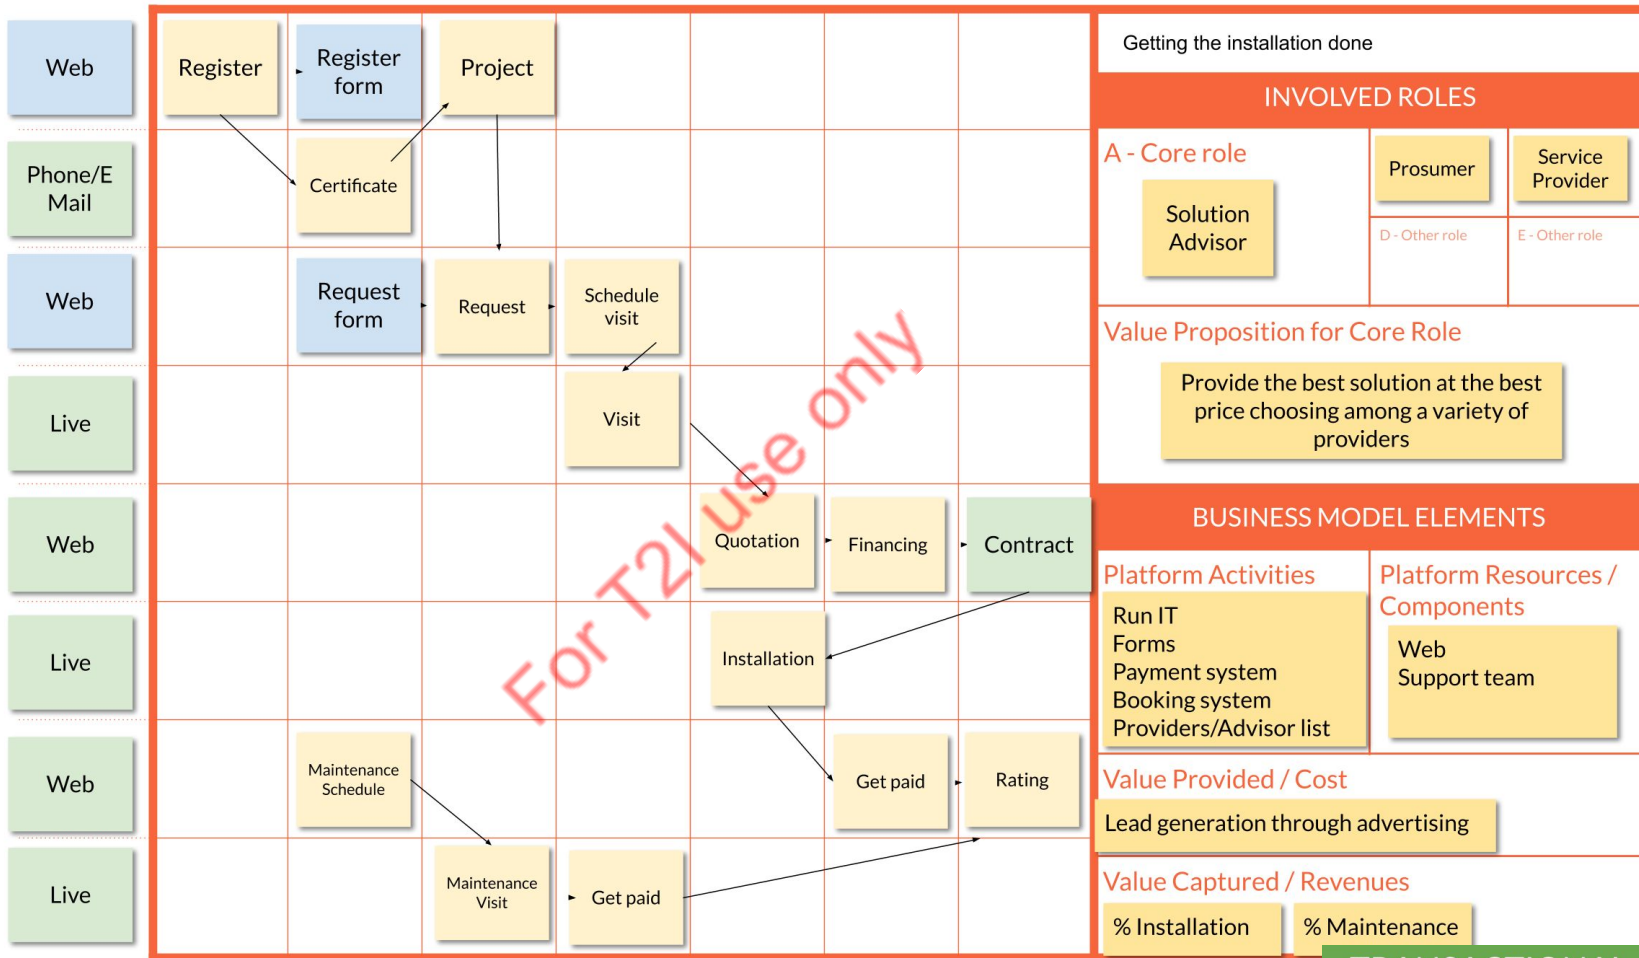 Web
Register
Register
form
Project
Phone/E
Mail
Certificate
Web
Request
form
Request
Schedule
visit
Live
Visit
Web
Quotation
Financing
Contract
Live
Installation
Web
Maintenance
Schedule
Get paid
Rating
Live
Maintenance
Visit
Get paid
For T2I use only
Getting the installation done
INVOLVED ROLES
A - Core role
Solution
Advisor
Prosumer
Service
Provider
D - Other role
E - Other role
Value Proposition for Core Role
Provide the best solution at the best
price choosing among a variety of
providers
BUSINESS MODEL ELEMENTS
Platform Activities
Run IT
Forms
Payment system
Booking system
Providers/Advisor list
Platform Resources /
Components
Web
Support team
Value Provided / Cost
Lead generation through advertising
Value Captured / Revenues
% Installation
% Maintenance